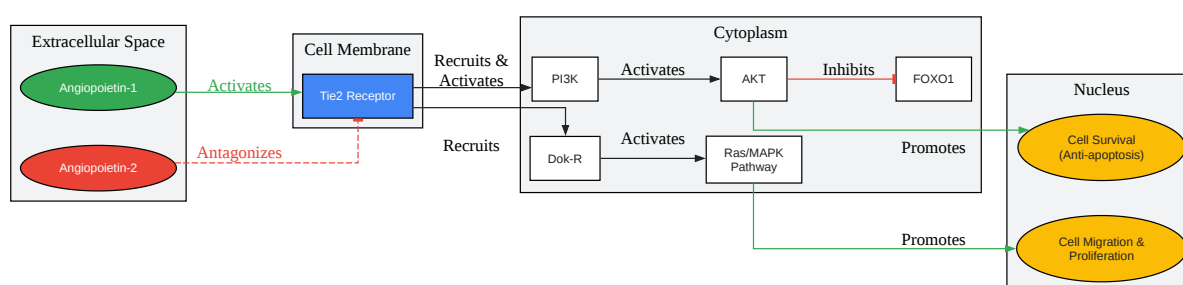 Extracellular Space
Angiopoietin-1
Angiopoietin-2
Activates
Antagonizes
Cell Membrane
Tie2 Receptor
Recruits &
Activates
Recruits
Cytoplasm
PI3K
Activates
AKT
Inhibits
FOXO1
Dok-R
Activates
Ras/MAPK
Pathway
Promotes
Promotes
Nucleus
Cell Survival
(Anti-apoptosis)
Cell Migration &
Proliferation